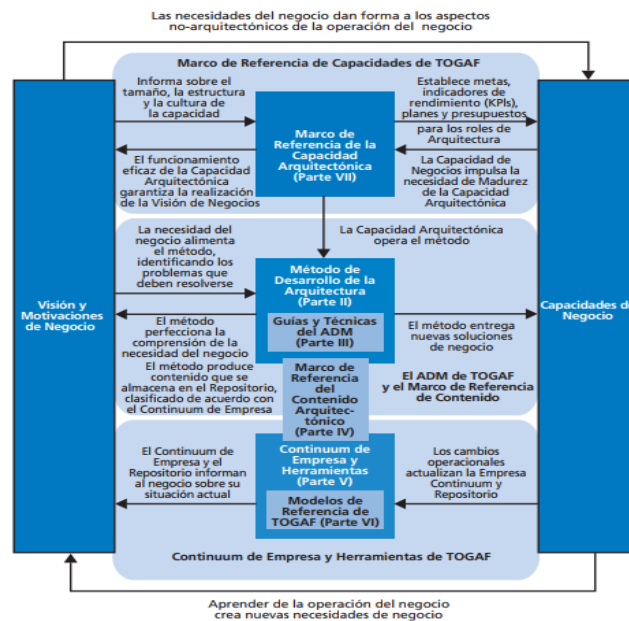 Las necesidades del negocio dan forma a los aspectos
no-arquitectónicos de la operación del negocio
Marco de Referencia de Capacidades de TOGAF
Informa sobre el
tamaño, la estructura
y la cultura de
la capacidad
Establece metas,
indicadores de
rendimiento (KPIs),
planes y presupuestos
para los roles de
Arquitectura
Marco de
Referencia de la
Capacidad
Arquitectónica
(Parte VII)
El funcionamiento
eficaz de la Capacidad
Arquitectónica
garantiza la realización
de la Visión de Negocios
La Capacidad de
Negocios impulsa la
necesidad de Madurez de
la Capacidad
Arquitectónica
La necesidad del
negocio alimenta
el método,
identificando los
problemas que
deben resolverse
La Capacidad Arquitectónica
opera el método
Método de
Desarrollo de la
Arquitectura
(Parte II)
Visión y
Motivaciones
de Negocio
Capacidades de
Negocio
Guías y Técnicas
del ADM
(Parte III)
El método
perfecciona la
comprensión de la
necesidad del negocio
El método entrega
nuevas soluciones
de negocio
El método produce
contenido que se
almacena en el Repositorio,
clasificado de acuerdo con
el Continuum de Empresa
Marco de
Referencia
del
Contenido
Arquitec-
tónico
(Parte IV)
El ADM de TOGAF
y el Marco de Referencia
de Contenido
El Continuum de
Empresa y el
Repositorio informan
al negocio sobre su
situación actual
Continuum de
Empresa y
Herramientas
(Parte V)
Los cambios
operacionales
actualizan la Empresa
Continuum y
Repositorio
Modelos de
Referencia de
TOGAF (Parte VI)
Continuum de Empresa y Herramientas de TOGAF
Aprender de la operación del negocio
crea nuevas necesidades de negocio